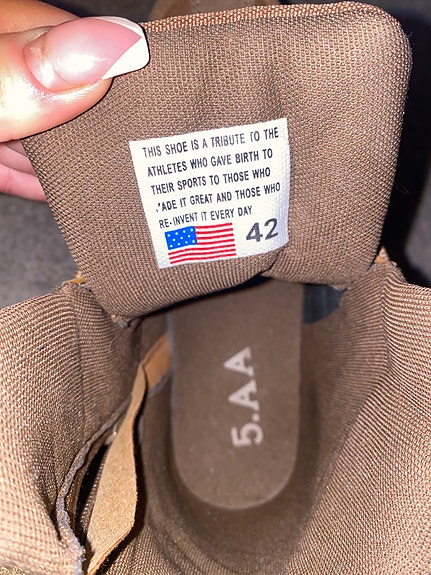 THIS SHOE IS A TRIBUTE TO THE
ATHLETES WHO GAVE BIRTH TO
THEIR SPORTS TO THOSE WHO
.*ADE IT GREAT AND THOSE WHO
RE-INVENT IT EVERY DAY
42
5.AA